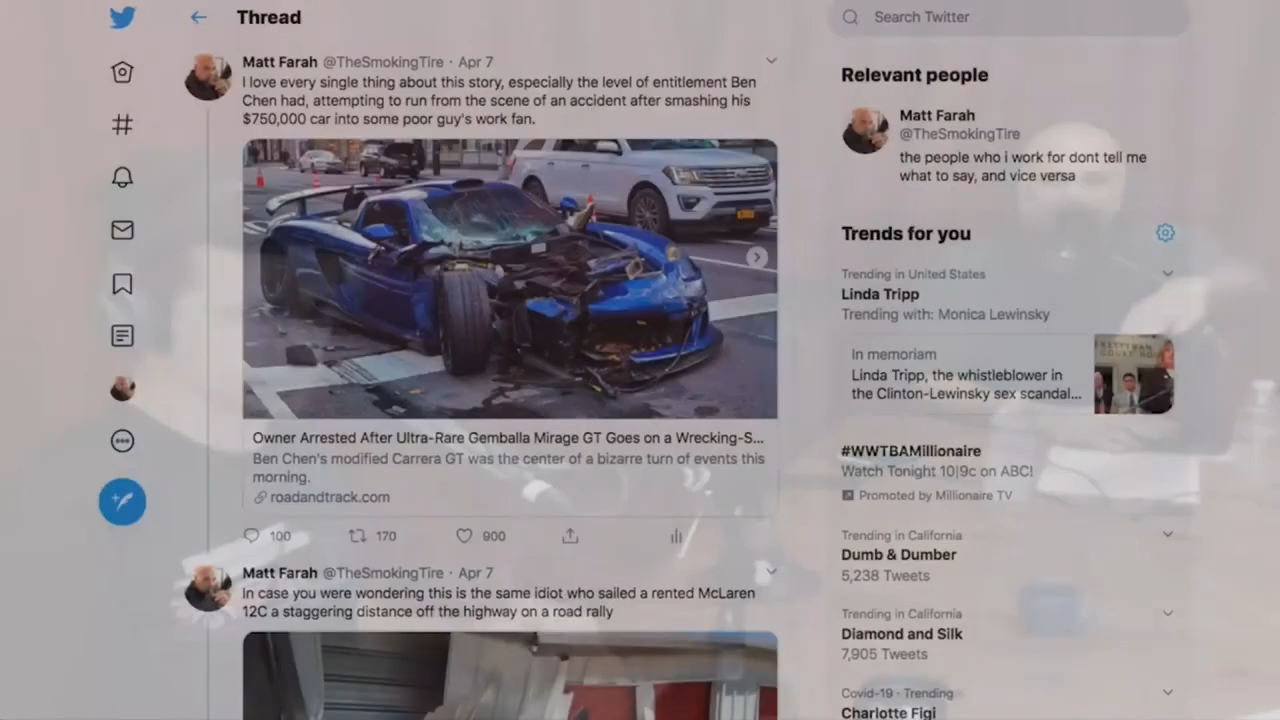 Thread
Search Twitter
Matt Farah @TheSmokingTire · Apr 7
I love every single thing about this story, especially the level of entitlement Ben
Chen had, attempting to run from the scene of an accident after smashing his
$750,000 car into some poor guy's work fan.
Owner Arrested After Ultra-Rare Gemballa Mirage GT Goes on a Wrecking-S...
Ben Chen's modified Carrera GT was the center of a bizarre turn of events this
morning.
roadandtrack.com
100 170 900
Matt Farah @TheSmokingTire · Apr 7
In case you were wondering this is the same idiot who sailed a rented McLaren
12C a staggering distance off the highway on a road rally
Relevant people
Matt Farah
@TheSmokingTire
the people who i work for dont tell me
what to say, and vice versa
Trends for you
Trending in United States
Linda Tripp
Trending with: Monica Lewinsky
In memoriam
Linda Tripp, the whistleblower in
the Clinton-Lewinsky sex scandal...
#WWTBAMillionaire
Watch Tonight 10|9c on ABC!
Promoted by Millionaire TV
Trending in California
Dumb & Dumber
5,238 Tweets
Trending in California
Diamond and Silk
7,905 Tweets
Covid-19 · Trending
Charlotte Figi